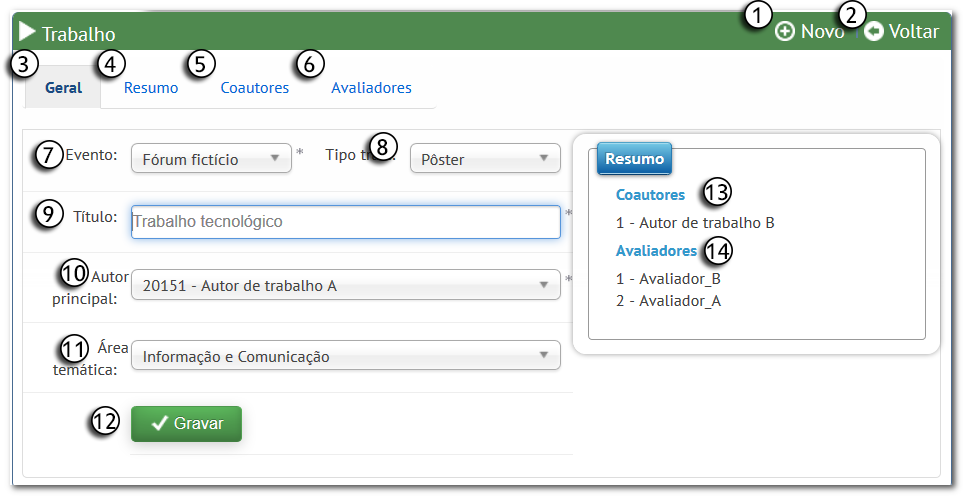 1 2
Trabalho Novo Voltar
3 4 5 6
Geral Resumo Coautores Avaliadores
7 Evento: Fórum fictício * Tipo 8 : Pôster
9 Título: Trabalho tecnológico *
10 Autor
principal: 20151 - Autor de trabalho A *
11 Área
temática: Informação e Comunicação
12 Gravar
Resumo
Coautores 13
1 - Autor de trabalho B
Avaliadores 14
1 - Avaliador_B
2 - Avaliador_A